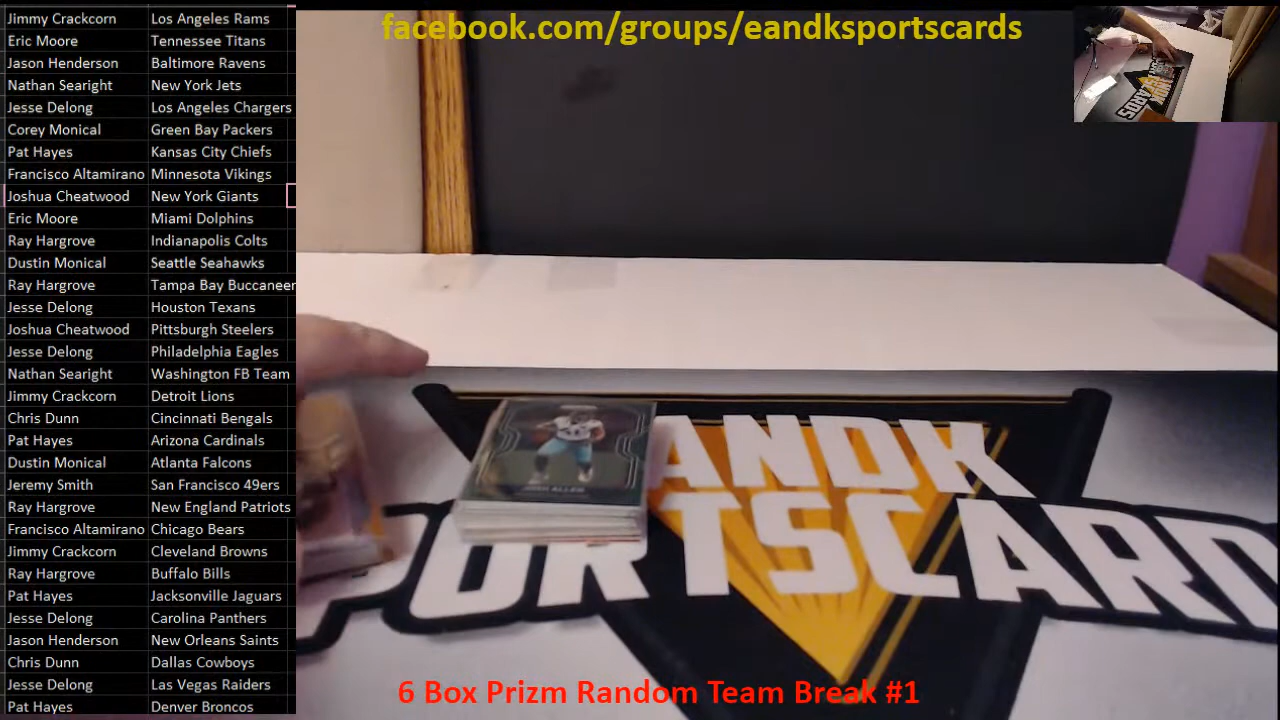 facebook.com/groups/eandksportscards
Jimmy Crackcorn Los Angeles Rams
Eric Moore Tennessee Titans
Jason Henderson Baltimore Ravens
Nathan Searight New York Jets
Jesse Delong Los Angeles Chargers
Corey Monical Green Bay Packers
Pat Hayes Kansas City Chiefs
Francisco Altamirano Minnesota Vikings
Joshua Cheatwood New York Giants
Eric Moore Miami Dolphins
Ray Hargrove Indianapolis Colts
Dustin Monical Seattle Seahawks
Ray Hargrove Tampa Bay Buccaneer
Jesse Delong Houston Texans
Joshua Cheatwood Pittsburgh Steelers
Jesse Delong Philadelphia Eagles
Nathan Searight Washington FB Team
Jimmy Crackcorn Detroit Lions
Chris Dunn Cincinnati Bengals
Pat Hayes Arizona Cardinals
Dustin Monical Atlanta Falcons
Jeremy Smith San Francisco 49ers
Ray Hargrove New England Patriots
Francisco Altamirano Chicago Bears
Jimmy Crackcorn Cleveland Browns
Ray Hargrove Buffalo Bills
Pat Hayes Jacksonville Jaguars
Jesse Delong Carolina Panthers
Jason Henderson New Orleans Saints
Chris Dunn Dallas Cowboys
Jesse Delong Las Vegas Raiders
Pat Hayes Denver Broncos
JOSH ALLEN
ANDK
ORTSCARD
6 Box Prizm Random Team Break #1